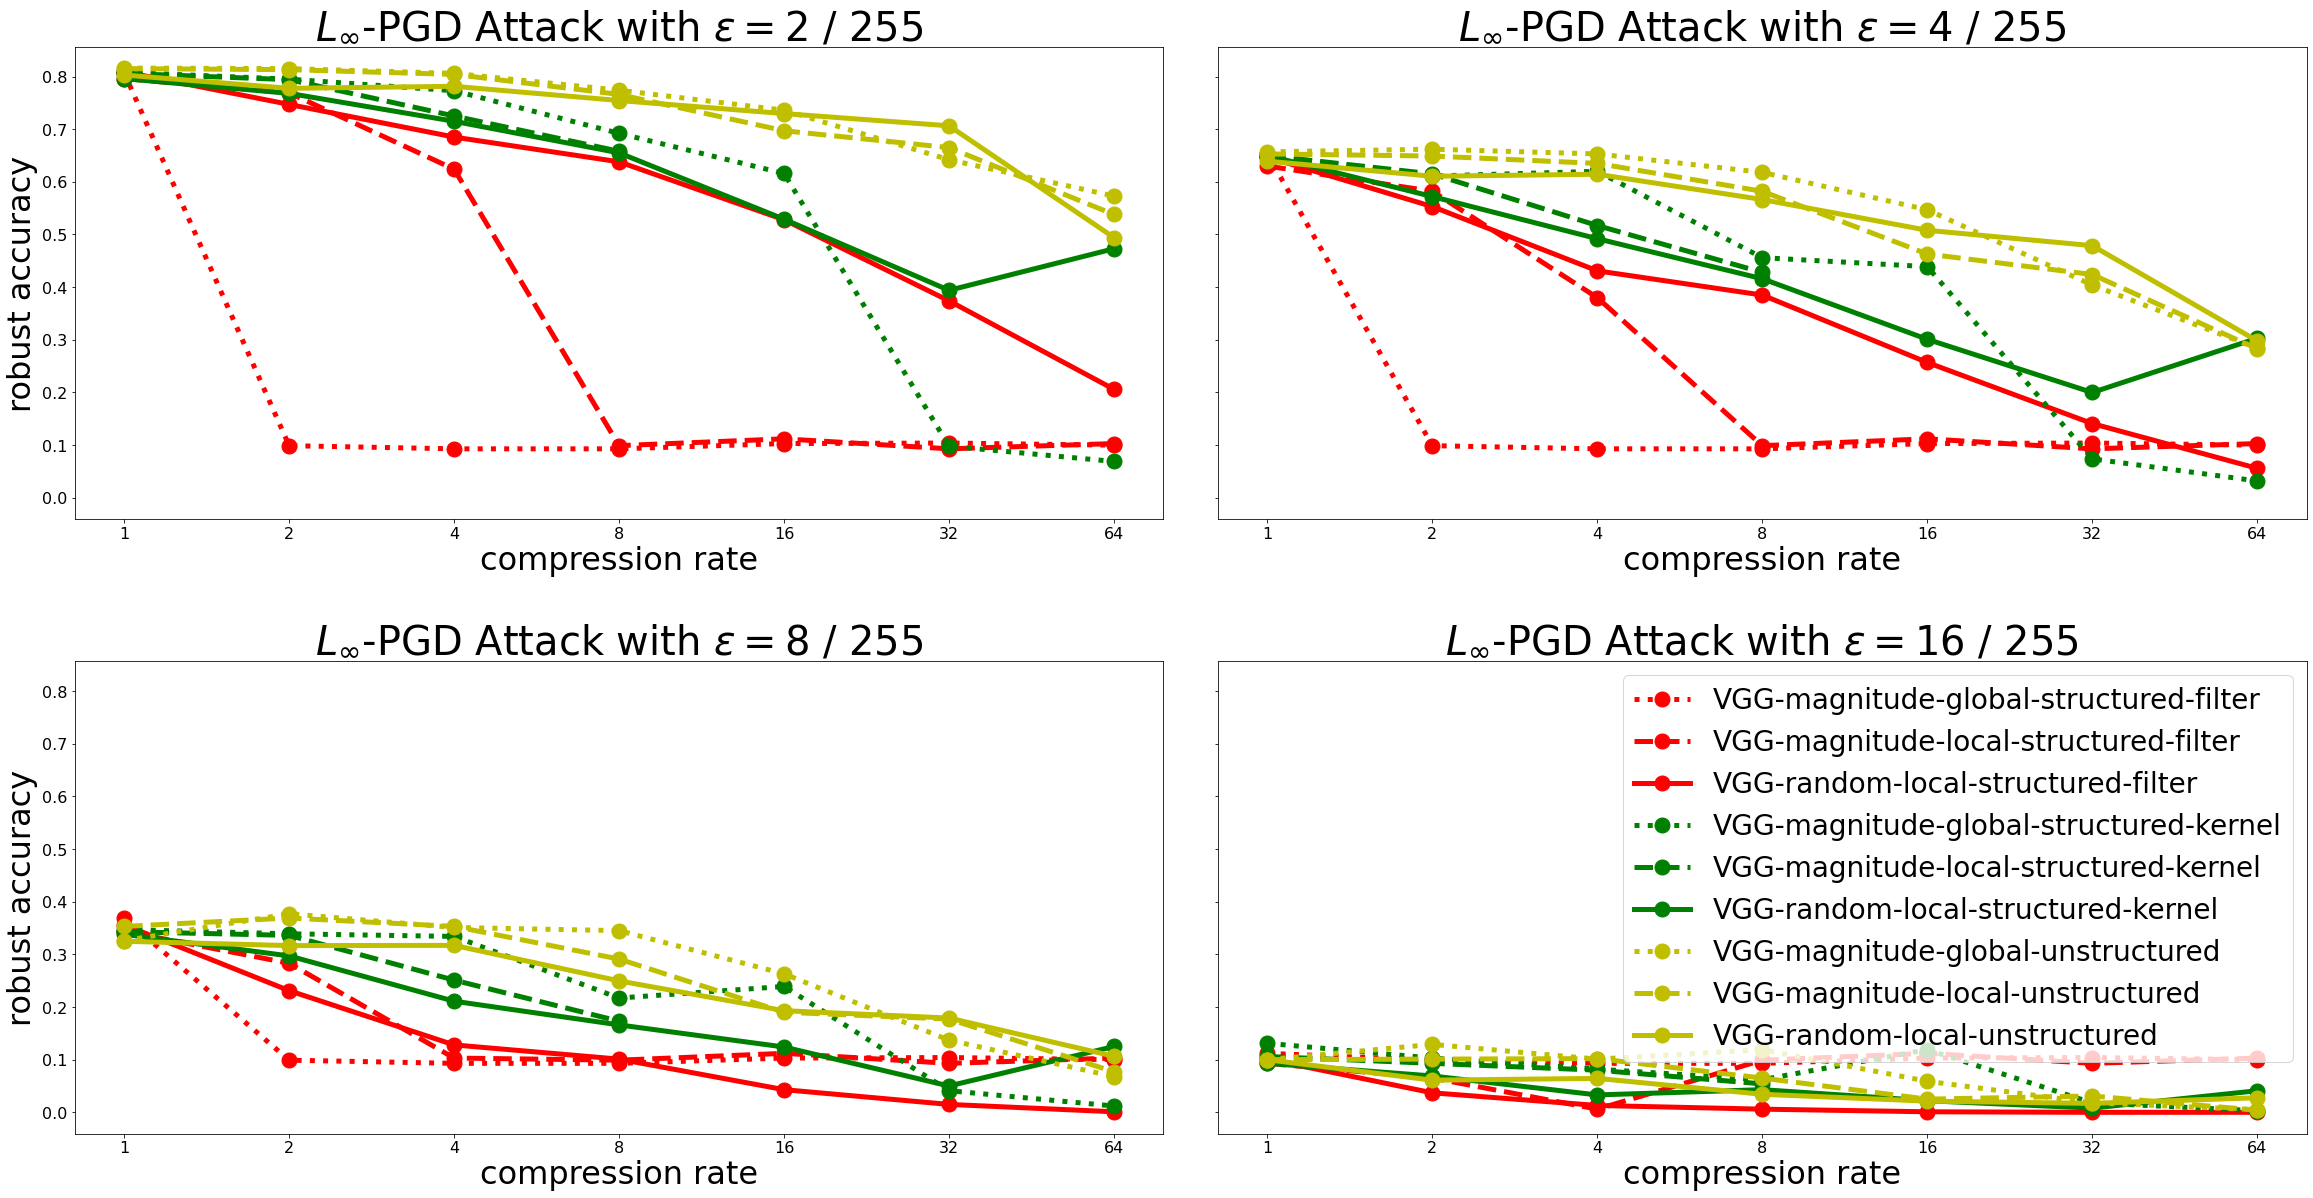 L∞-PGD Attack with ε = 2 / 255
robust accuracy
0.8
0.7
0.6
0.5
0.4
0.3
0.2
0.1
0.0
1 2 4 8 16 32 64
compression rate
L∞-PGD Attack with ε = 4 / 255
1 2 4 8 16 32 64
compression rate
L∞-PGD Attack with ε = 8 / 255
robust accuracy
0.8
0.7
0.6
0.5
0.4
0.3
0.2
0.1
0.0
1 2 4 8 16 32 64
compression rate
L∞-PGD Attack with ε = 16 / 255
VGG-magnitude-global-structured-filter
VGG-magnitude-local-structured-filter
VGG-random-local-structured-filter
VGG-magnitude-global-structured-kernel
VGG-magnitude-local-structured-kernel
VGG-random-local-structured-kernel
VGG-magnitude-global-unstructured
VGG-magnitude-local-unstructured
VGG-random-local-unstructured
1 2 4 8 16 32 64
compression rate